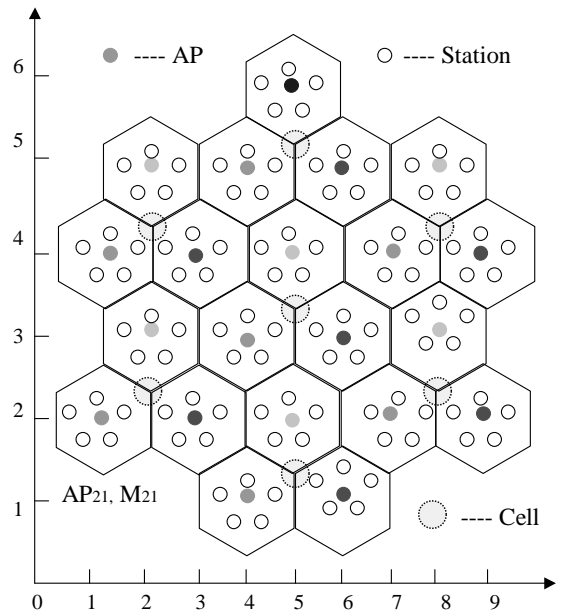 ---- AP
---- Station
6
5
4
3
2
1
AP21, M21
---- Cell
0 1 2 3 4 5 6 7 8 9